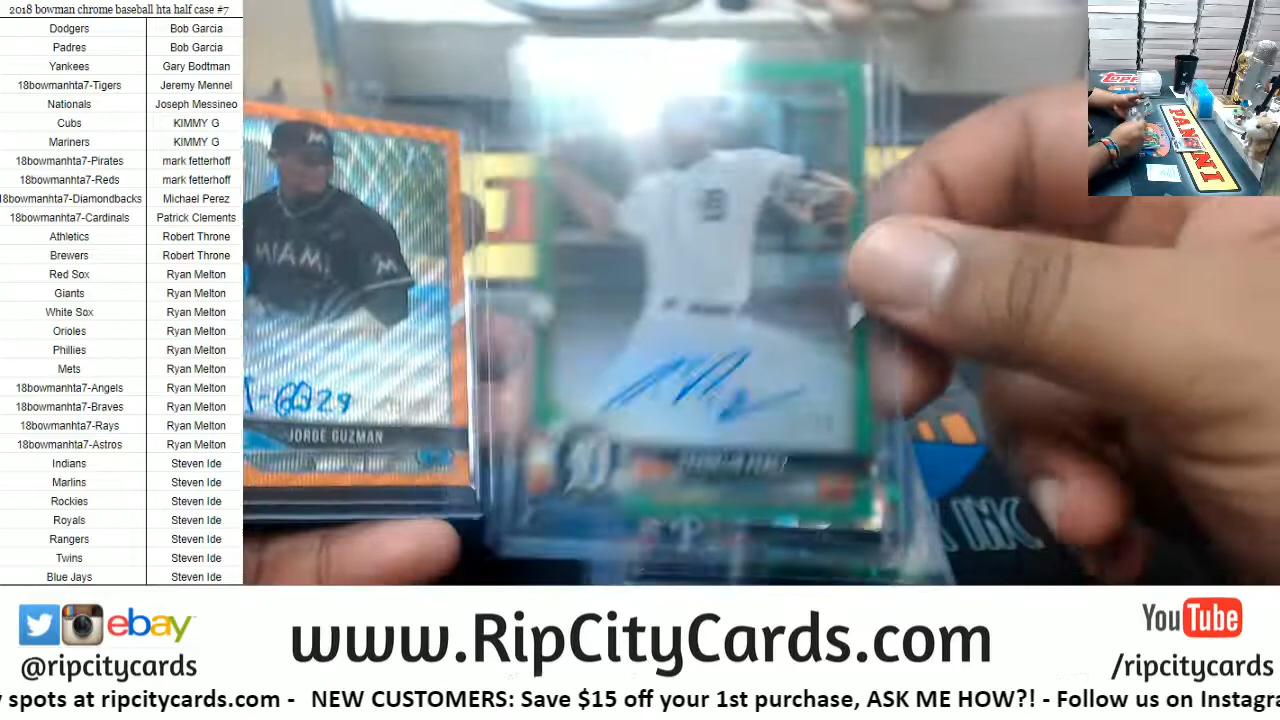 2018 bowman chrome baseball hta half case #7
Dodgers Bob Garcia
Padres Bob Garcia
Yankees Gary Bodtman
18bowmanhta7-Tigers Jeremy Mennel
Nationals Joseph Messineo
Cubs KIMMY G
Mariners KIMMY G
18bowmanhta7-Pirates mark fetterhoff
18bowmanhta7-Reds mark fetterhoff
18bowmanhta7-Diamondbacks Michael Perez
18bowmanhta7-Cardinals Patrick Clements
Athletics Robert Throne
Brewers Robert Throne
Red Sox Ryan Melton
Giants Ryan Melton
White Sox Ryan Melton
Orioles Ryan Melton
Phillies Ryan Melton
Mets Ryan Melton
18bowmanhta7-Angels Ryan Melton
18bowmanhta7-Braves Ryan Melton
18bowmanhta7-Rays Ryan Melton
18bowmanhta7-Astros Ryan Melton
Indians Steven Ide
Marlins Steven Ide
Rockies Steven Ide
Royals Steven Ide
Rangers Steven Ide
Twins Steven Ide
Blue Jays Steven Ide
MIAMI
JORGE GUZMAN
TOPPS
PANINI
ebay
@ripcitycards
www.RipCityCards.com
YouTube
/ripcitycards
spots at ripcitycards.com - NEW CUSTOMERS: Save $15 off your 1st purchase, ASK ME HOW?! - Follow us on Instagra